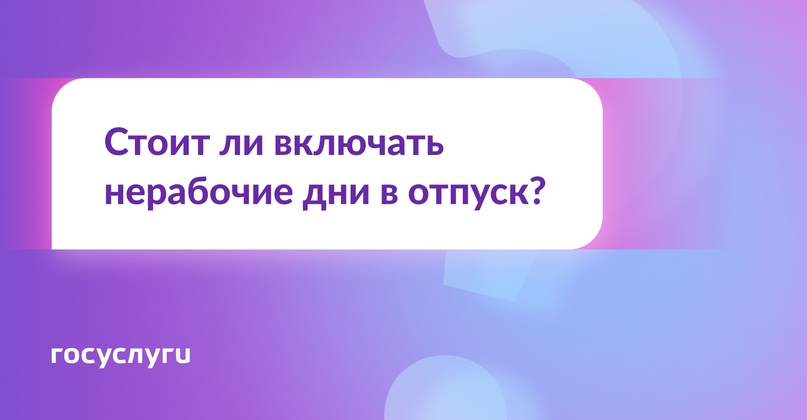 Стоит ли включать
нерабочие дни в отпуск?
госуслуги